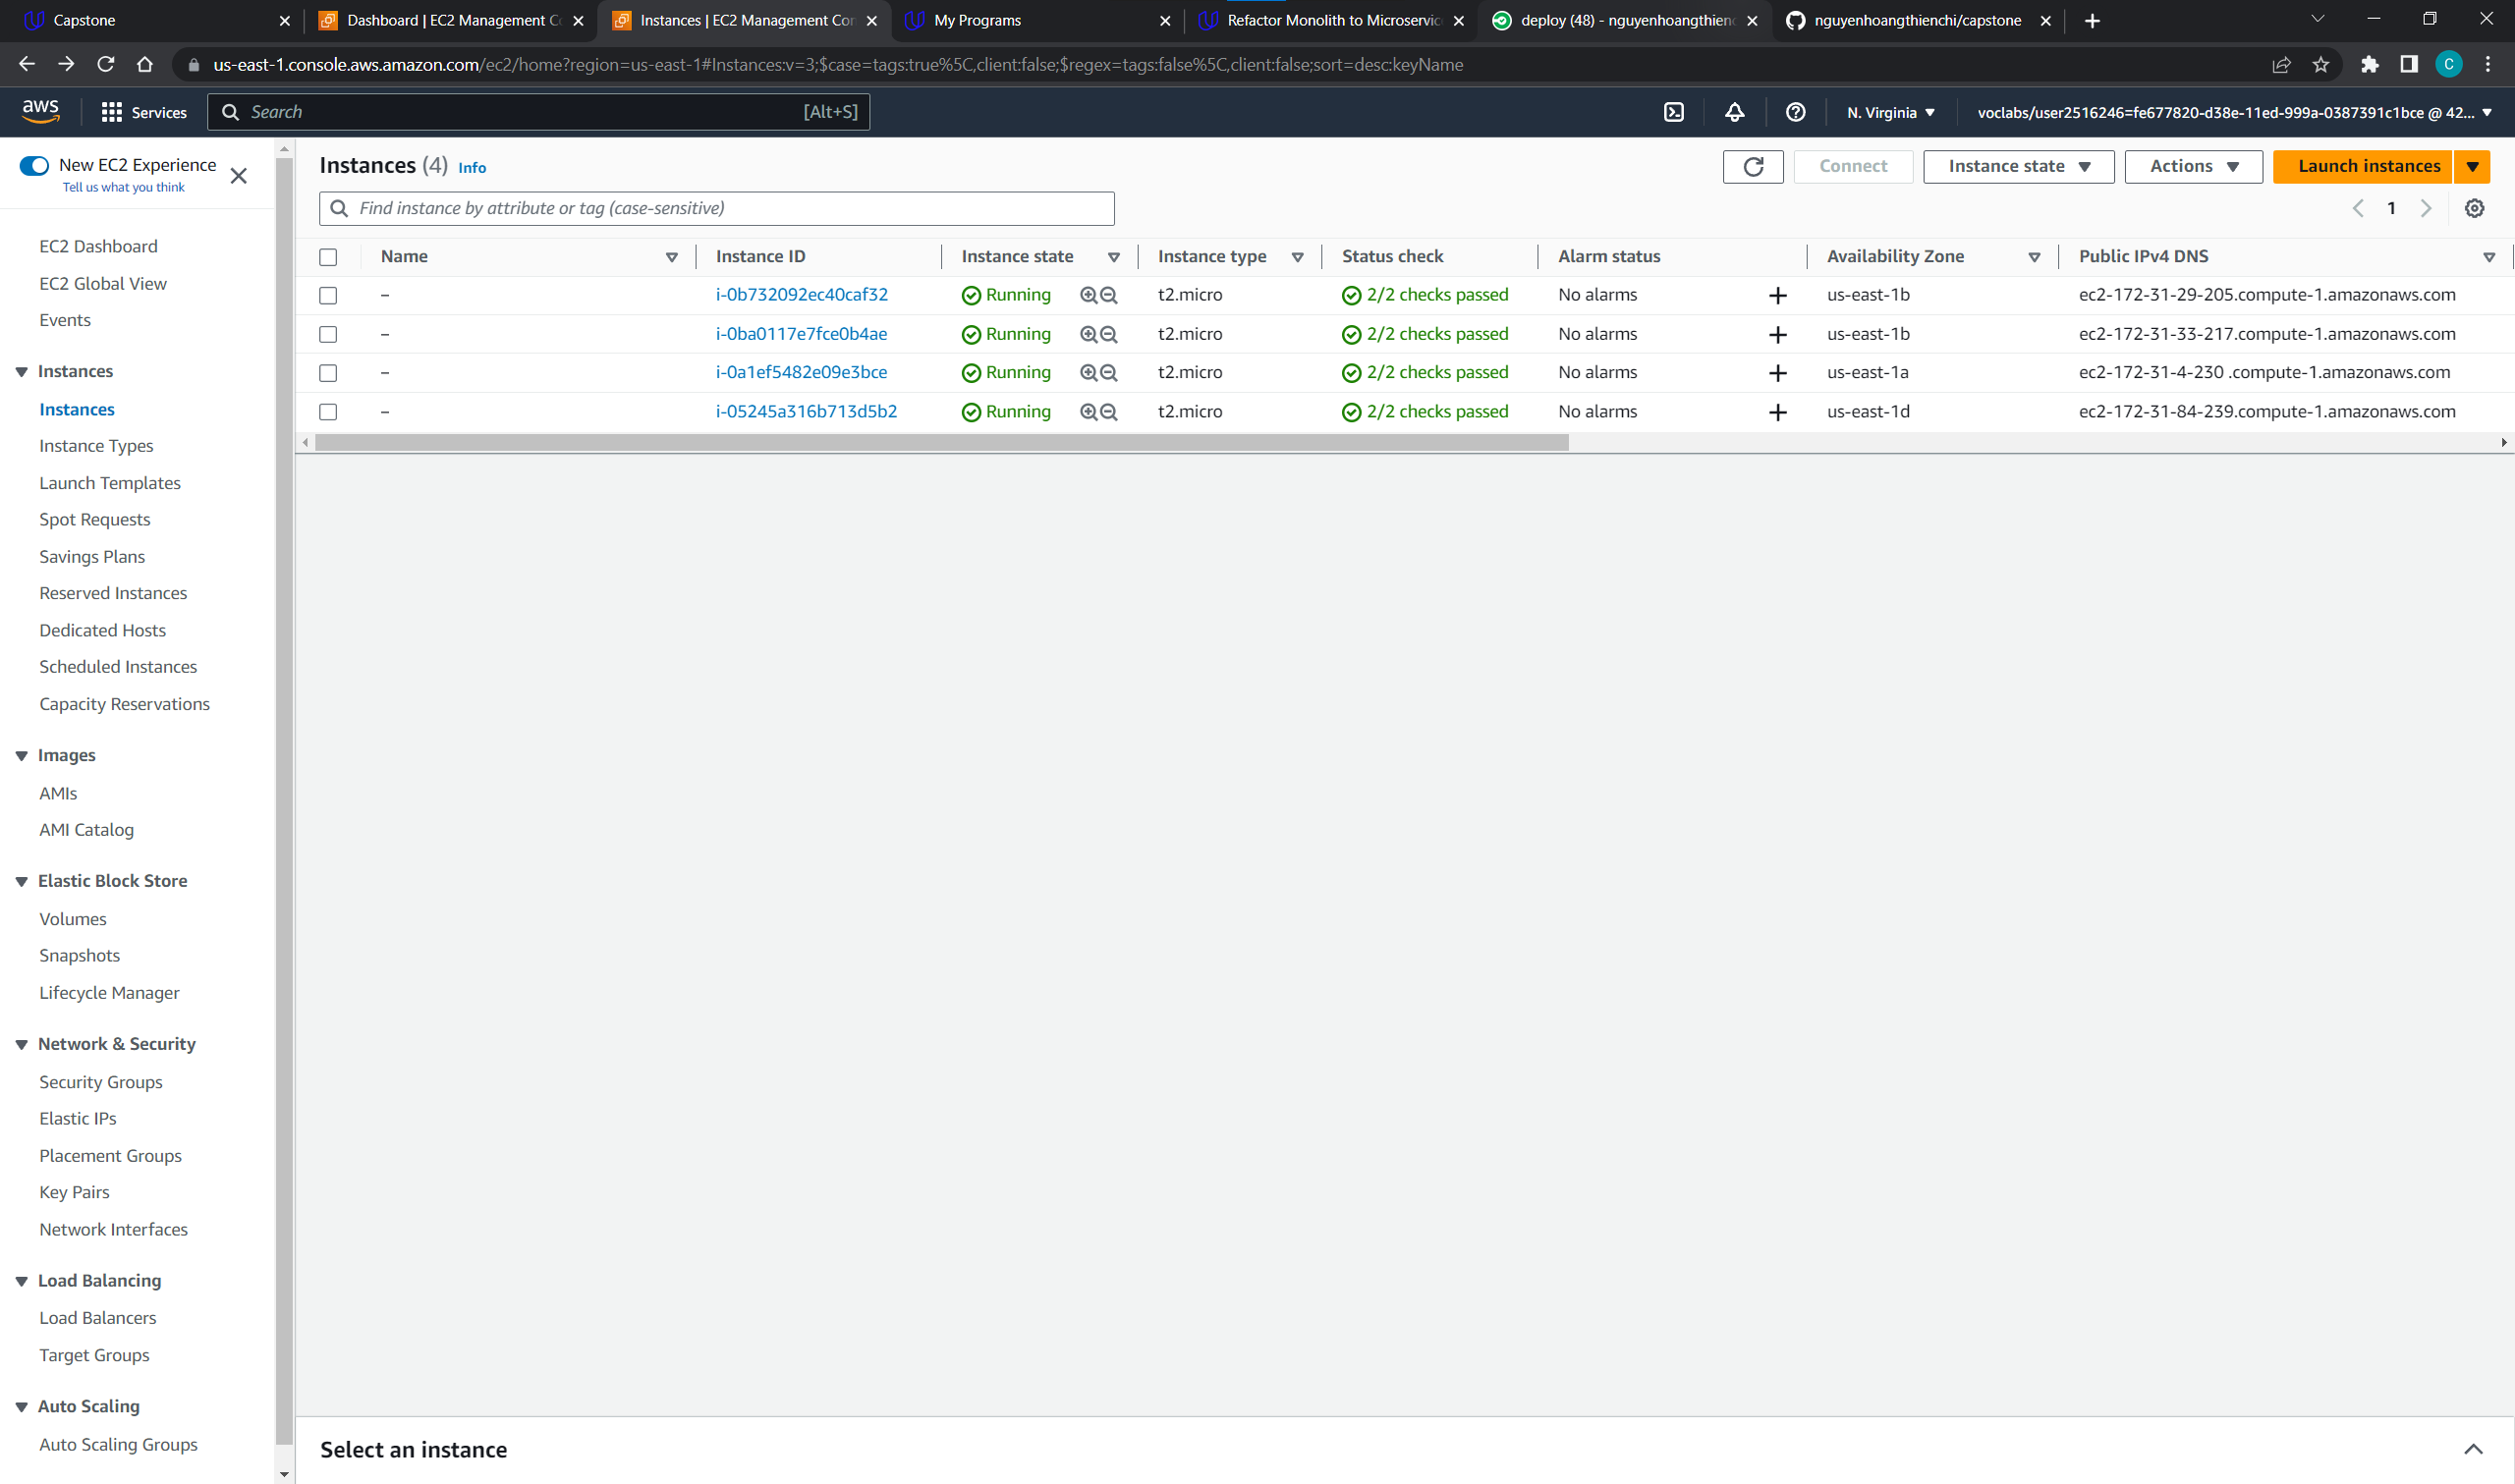 Capstone
Dashboard | EC2 Management Co
Instances | EC2 Management Con
My Programs
Refactor Monolith to Microservic
deploy (48) - nguyenhoangthien
nguyenhoangthienchi/capstone
us-east-1.console.aws.amazon.com/ec2/home?region=us-east-1#Instances:v=3;$case=tags:true%5C,client:false;$regex=tags:false%5C,client:false;sort=desc:keyName
C
aws
Services
Search
[Alt+S]
N. Virginia
voclabs/user2516246=fe677820-d38e-11ed-999a-0387391c1bce @ 42...
New EC2 Experience
Tell us what you think
EC2 Dashboard
EC2 Global View
Events
Instances
Instances
Instance Types
Launch Templates
Spot Requests
Savings Plans
Reserved Instances
Dedicated Hosts
Scheduled Instances
Capacity Reservations
Images
AMIs
AMI Catalog
Elastic Block Store
Volumes
Snapshots
Lifecycle Manager
Network & Security
Security Groups
Elastic IPs
Placement Groups
Key Pairs
Network Interfaces
Load Balancing
Load Balancers
Target Groups
Auto Scaling
Auto Scaling Groups
Instances (4) Info
Connect
Instance state
Actions
Launch instances
Find instance by attribute or tag (case-sensitive)
1
Name Instance ID Instance state Instance type Status check Alarm status Availability Zone Public IPv4 DNS
– i-0b732092ec40caf32 Running t2.micro 2/2 checks passed No alarms + us-east-1b ec2-172-31-29-205.compute-1.amazonaws.com
– i-0ba0117e7fce0b4ae Running t2.micro 2/2 checks passed No alarms + us-east-1b ec2-172-31-33-217.compute-1.amazonaws.com
– i-0a1ef5482e09e3bce Running t2.micro 2/2 checks passed No alarms + us-east-1a ec2-172-31-4-230 .compute-1.amazonaws.com
– i-05245a316b713d5b2 Running t2.micro 2/2 checks passed No alarms + us-east-1d ec2-172-31-84-239.compute-1.amazonaws.com
Select an instance